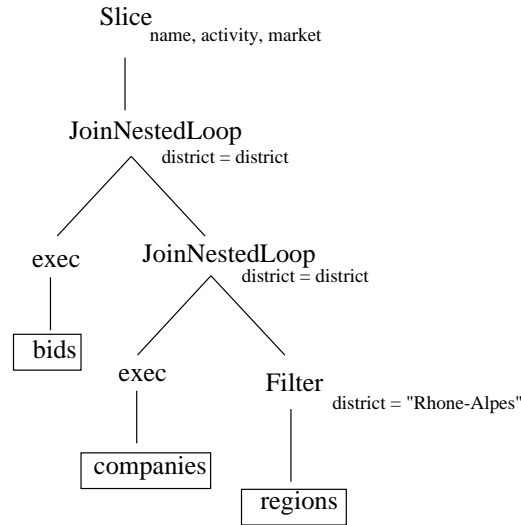 Slice
name, activity, market
JoinNestedLoop
district = district
exec
JoinNestedLoop
district = district
bids
exec
Filter
district = "Rhone-Alpes"
companies
regions